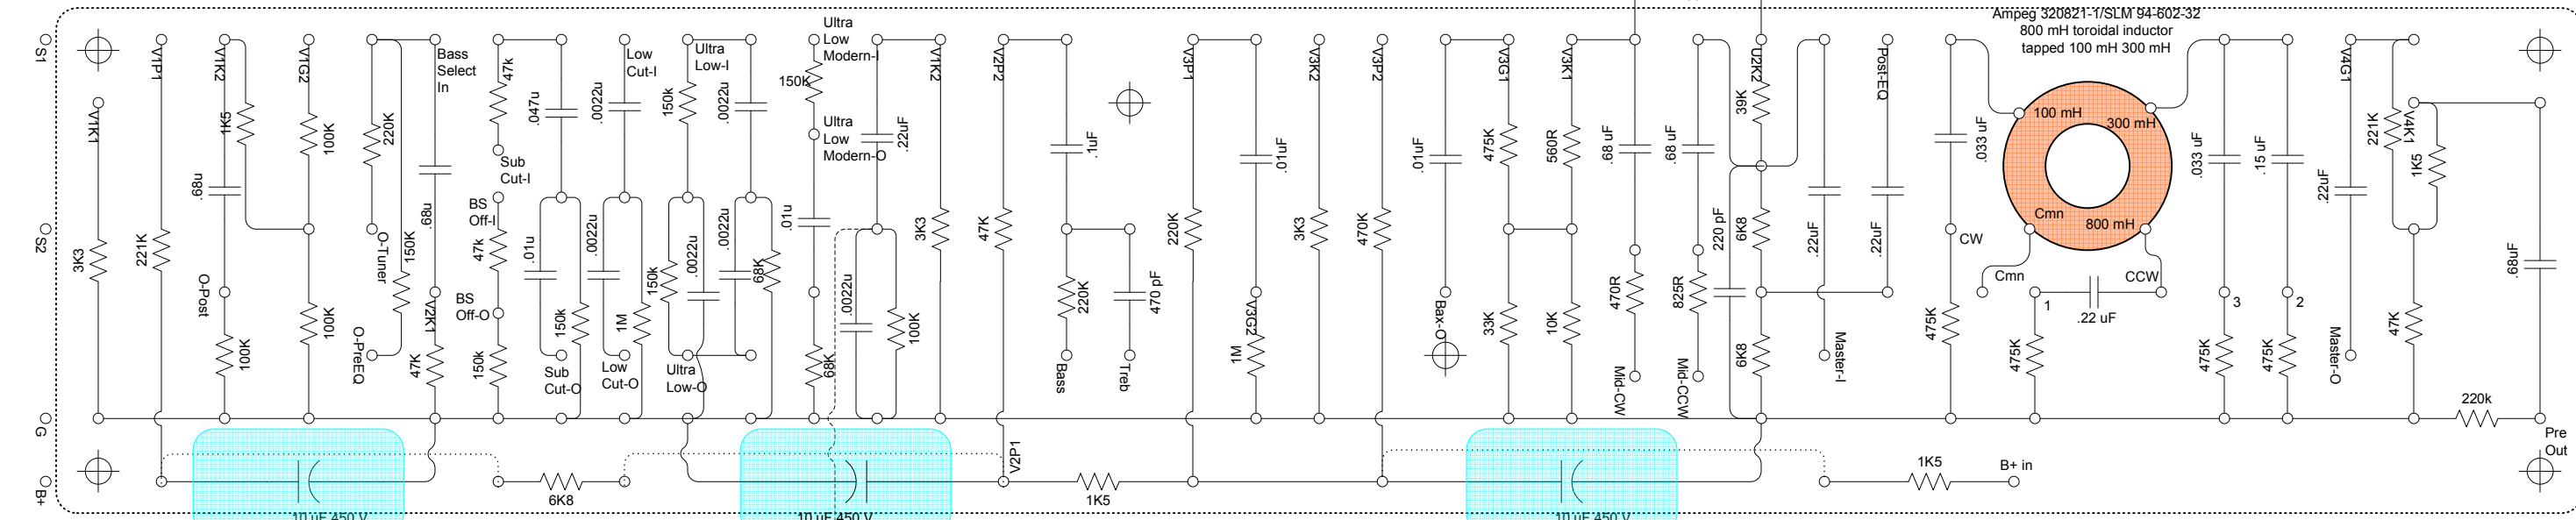 Ampeg 320821-1/SLM 94-602-32
800 mH toroidal inductor
tapped 100 mH 300 mH
S1
S2
G
B+
V1K1
3K3
V1P1
221K
V1K2
1K5
.68u
O-Post
100K
V1G2
100K
100K
220K
O-Tuner
150K
O-PreEQ
Bass
Select
In
.68u
V2K1
47K
47k
Sub
Cut-I
BS
Off-I
47k
BS
Off-O
150k
.047u
.01u
150k
Sub
Cut-O
Low
Cut-I
.0022u
.0022u
1M
Low
Cut-O
Ultra
Low-I
150k
.0022u
150k
.0022u
.0022u
68K
Ultra
Low-O
Ultra
Low
Modern-I
150K
Ultra
Low
Modern-O
.01u
68K
.22uF
.0022u
100K
V1K2
3K3
V2P2
47K
.1uF
220K
470 pF
Bass
Treb
V3P1
220K
.01uF
V3G2
1M
V3K2
3K3
V3P2
470K
.01uF
Bax-O
V3G1
475K
33K
V3K1
560R
10K
.68 uF
470R
Mid-CW
.68 uF
825R
Mid-CCW
220 pF
U2K2
39K
6K8
6K8
.22uF
Master-I
Post-EQ
.22uF
.033 uF
CW
475K
100 mH
300 mH
Cmn
800 mH
Cmn
CCW
1
.22 uF
475K
.033 uF
3
475K
.15 uF
2
475K
V4G1
.22uF
Master-O
221K
V4K1
1K5
47K
.68uF
220k
Pre
Out
10 uF 450 V
6K8
10 uF 450 V
V2P1
1K5
10 uF 450 V
1K5
B+ in